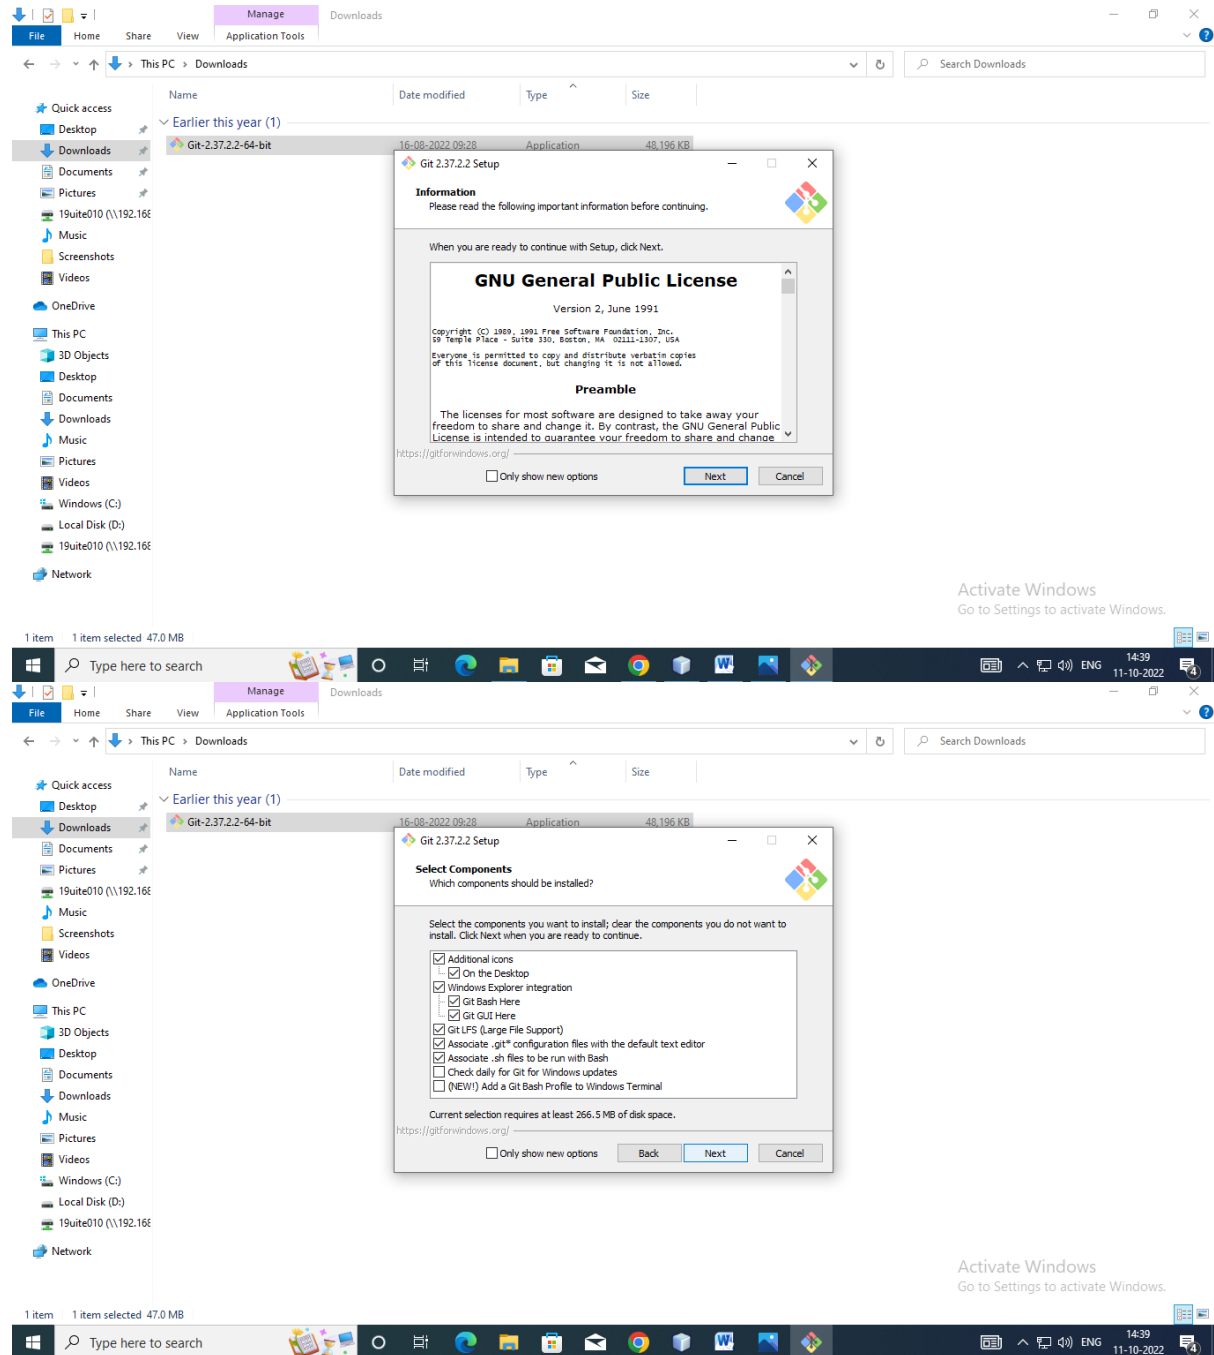 Manage
Downloads
File Home Share View Application Tools
This PC > Downloads
Search Downloads
Name Date modified Type Size
Quick access
Earlier this year (1)
Desktop
Git-2.37.2.2-64-bit 16-08-2022 09:28 Application 48,196 KB
Downloads
Documents
Pictures
19uite010 (\\192.168
Music
Screenshots
Videos
OneDrive
This PC
3D Objects
Desktop
Documents
Downloads
Music
Pictures
Videos
Windows (C:)
Local Disk (D:)
19uite010 (\\192.168
Network
Git 2.37.2.2 Setup
Information
Please read the following important information before continuing.
When you are ready to continue with Setup, click Next.
GNU General Public License
Version 2, June 1991
Copyright (C) 1989, 1991 Free Software Foundation, Inc.
59 Temple Place - Suite 330, Boston, MA 02111-1307, USA
Everyone is permitted to copy and distribute verbatim copies
of this license document, but changing it is not allowed.
Preamble
The licenses for most software are designed to take away your
freedom to share and change it. By contrast, the GNU General Public
License is intended to guarantee your freedom to share and change
https://gitforwindows.org/
Only show new options Next Cancel
Activate Windows
Go to Settings to activate Windows.
1 item 1 item selected 47.0 MB
Type here to search
ENG
14:39
11-10-2022
4
Manage
Downloads
File Home Share View Application Tools
This PC > Downloads
Search Downloads
Name Date modified Type Size
Quick access
Earlier this year (1)
Desktop
Git-2.37.2.2-64-bit 16-08-2022 09:28 Application 48,196 KB
Downloads
Documents
Pictures
19uite010 (\\192.168
Music
Screenshots
Videos
OneDrive
This PC
3D Objects
Desktop
Documents
Downloads
Music
Pictures
Videos
Windows (C:)
Local Disk (D:)
19uite010 (\\192.168
Network
Git 2.37.2.2 Setup
Select Components
Which components should be installed?
Select the components you want to install; clear the components you do not want to
install. Click Next when you are ready to continue.
Additional icons
On the Desktop
Windows Explorer integration
Git Bash Here
Git GUI Here
Git LFS (Large File Support)
Associate .git* configuration files with the default text editor
Associate .sh files to be run with Bash
Check daily for Git for Windows updates
(NEW!) Add a Git Bash Profile to Windows Terminal
Current selection requires at least 266.5 MB of disk space.
https://gitforwindows.org/
Only show new options Back Next Cancel
Activate Windows
Go to Settings to activate Windows.
1 item 1 item selected 47.0 MB
Type here to search
ENG
14:39
11-10-2022
4